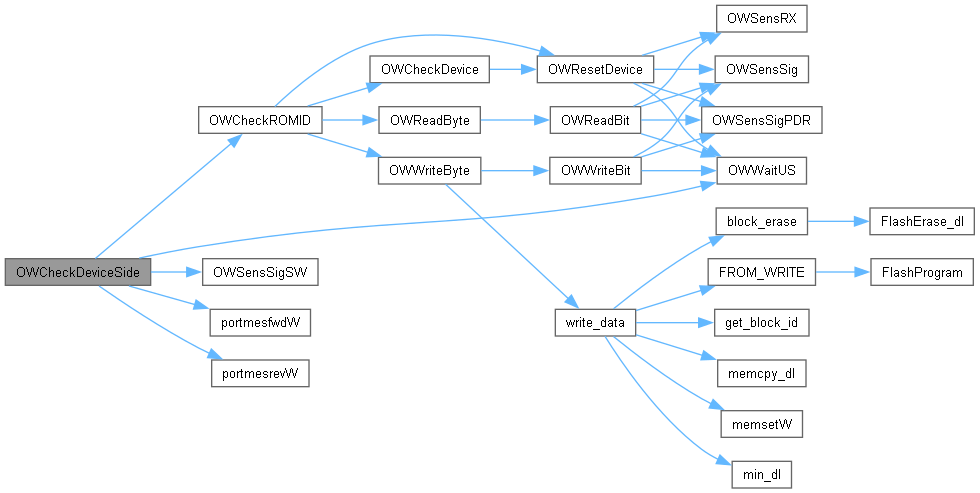 OWSensRX
OWCheckDevice
OWResetDevice
OWSensSig
OWCheckROMID
OWReadByte
OWReadBit
OWSensSigPDR
OWWriteByte
OWWriteBit
OWWaitUS
block_erase
FlashErase_dl
OWCheckDeviceSide
OWSensSigSW
FROM_WRITE
FlashProgram
portmesfwdW
write_data
get_block_id
portmesrevW
memcpy_dl
memsetW
min_dl